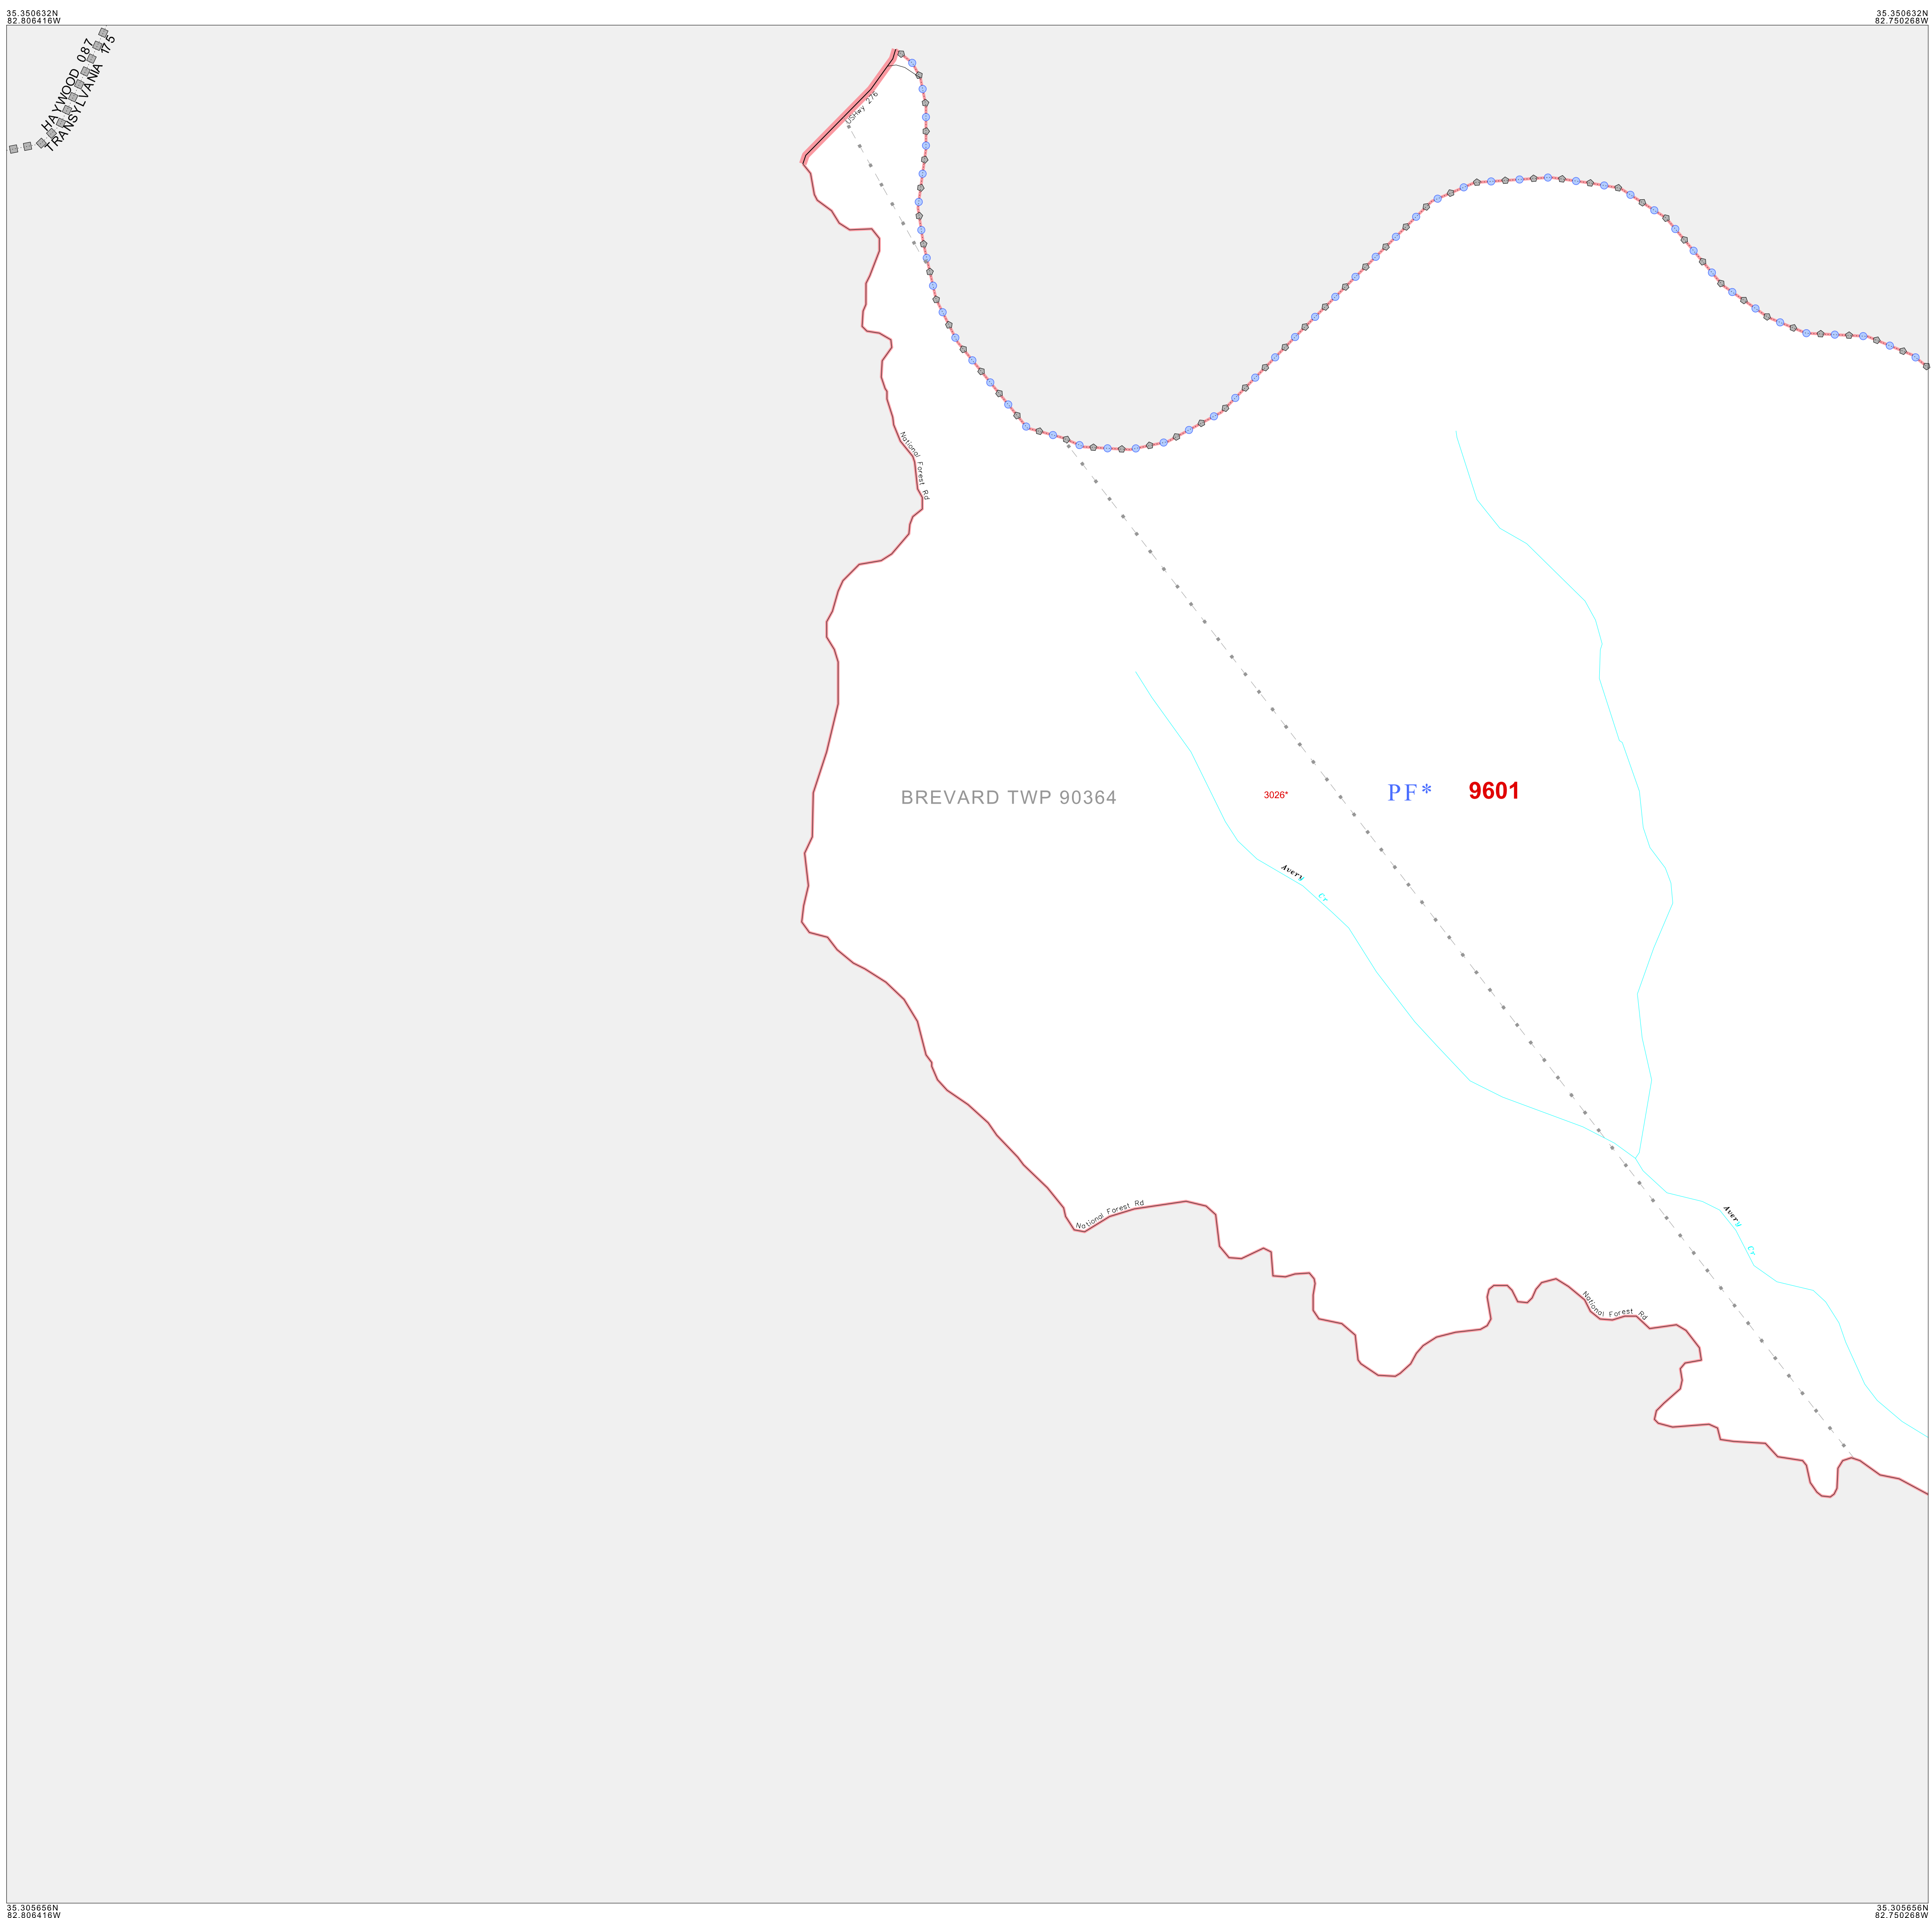 35.350632N
82.806416W
35.350632N
82.750268W
HAYWOOD 087
TRANSYLVANIA 175
USHwy 276
National Forest Rd
BREVARD TWP 90364
3026*
PF*
9601
Avery Cr
National Forest Rd
Avery Cr
National Forest Rd
35.305656N
82.806416W
35.305656N
82.750268W